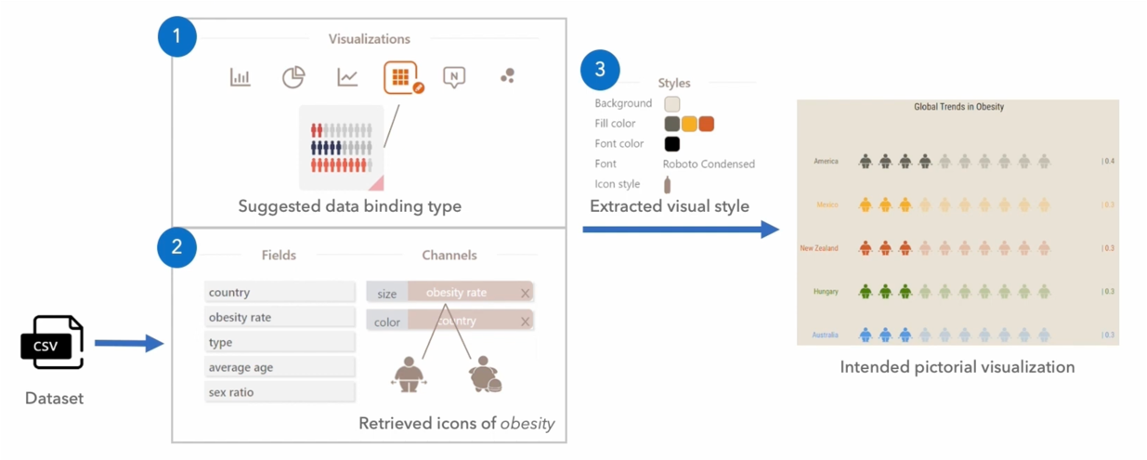 1
Visualizations
N
Suggested data binding type
2
Fields
Channels
country
obesity rate
type
average age
sex ratio
size
obesity rate
X
color
country
X
Retrieved icons of obesity
CSV
Dataset
3
Styles
Background
Fill color
Font color
Font
Roboto Condensed
Icon style
Extracted visual style
Global Trends in Obesity
America
| 0.4
Mexico
| 0.3
New Zealand
| 0.3
Hungary
| 0.3
Australia
| 0.3
Intended pictorial visualization